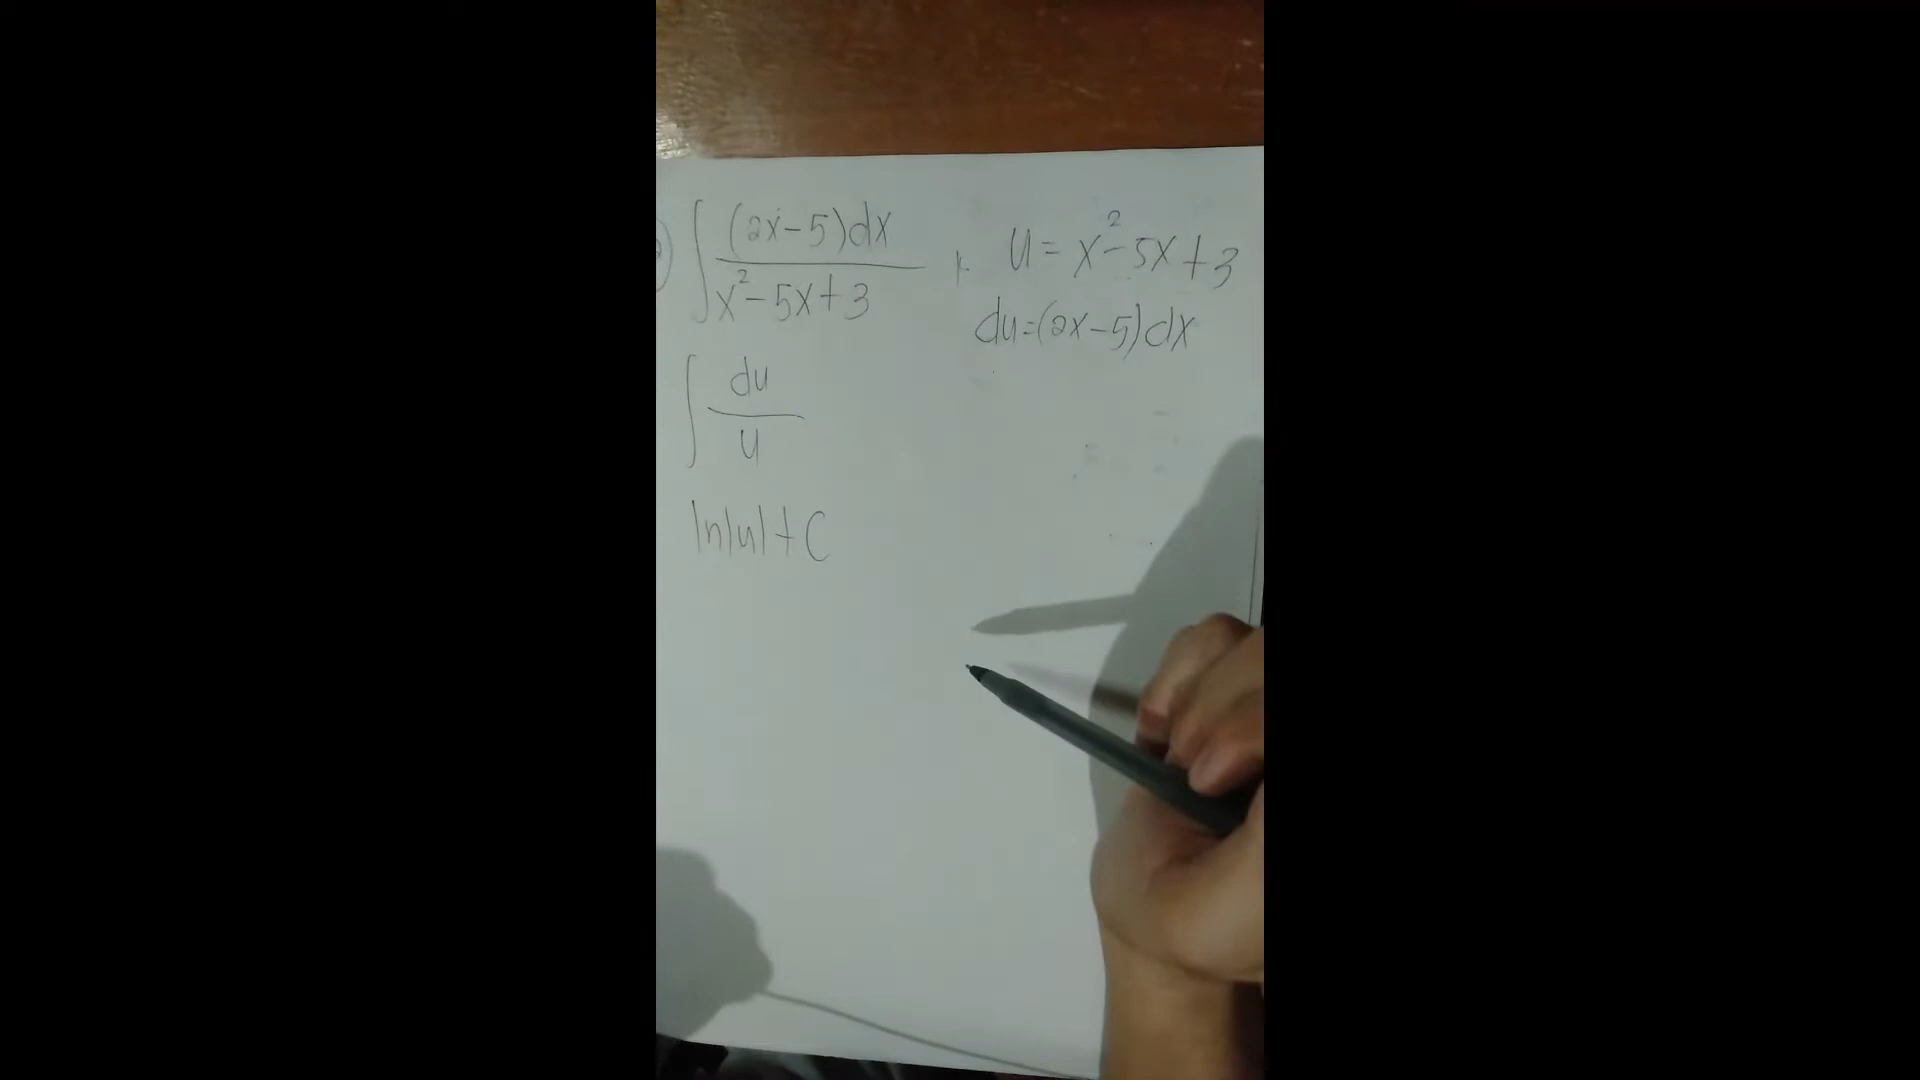 ∫ (2x-5)dx / x²-5x+3
u = x²-5x+3
du=(2x-5)dx
∫ du / u
ln|u|+C